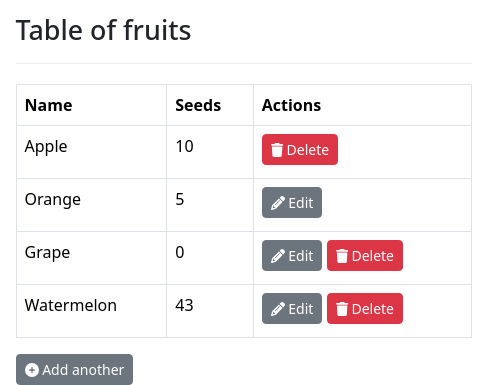 Table of fruits
Name Seeds Actions
Apple 10 Delete
Orange 5 Edit
Grape 0 Edit Delete
Watermelon 43 Edit Delete
Add another